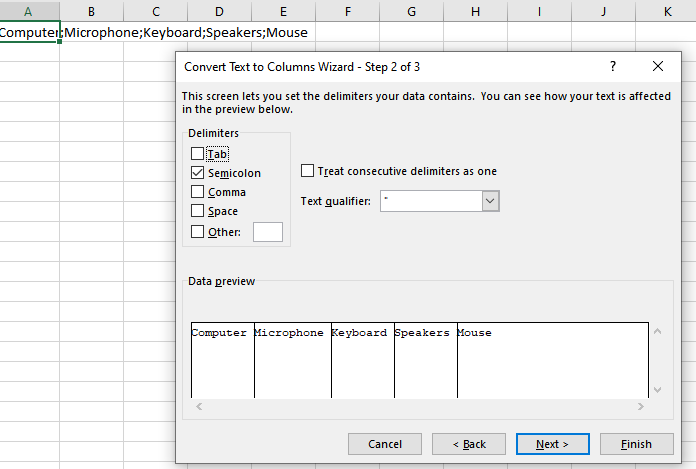 A B C D E F G H I J K
Computer;Microphone;Keyboard;Speakers;Mouse
Convert Text to Columns Wizard - Step 2 of 3 ?
This screen lets you set the delimiters your data contains.  You can see how your text is affected
in the preview below.
Delimiters
Tab
Semicolon
Treat consecutive delimiters as one
Comma
Text qualifier: "
Space
Other:
Data preview
Computer Microphone Keyboard Speakers Mouse
Cancel < Back Next > Finish